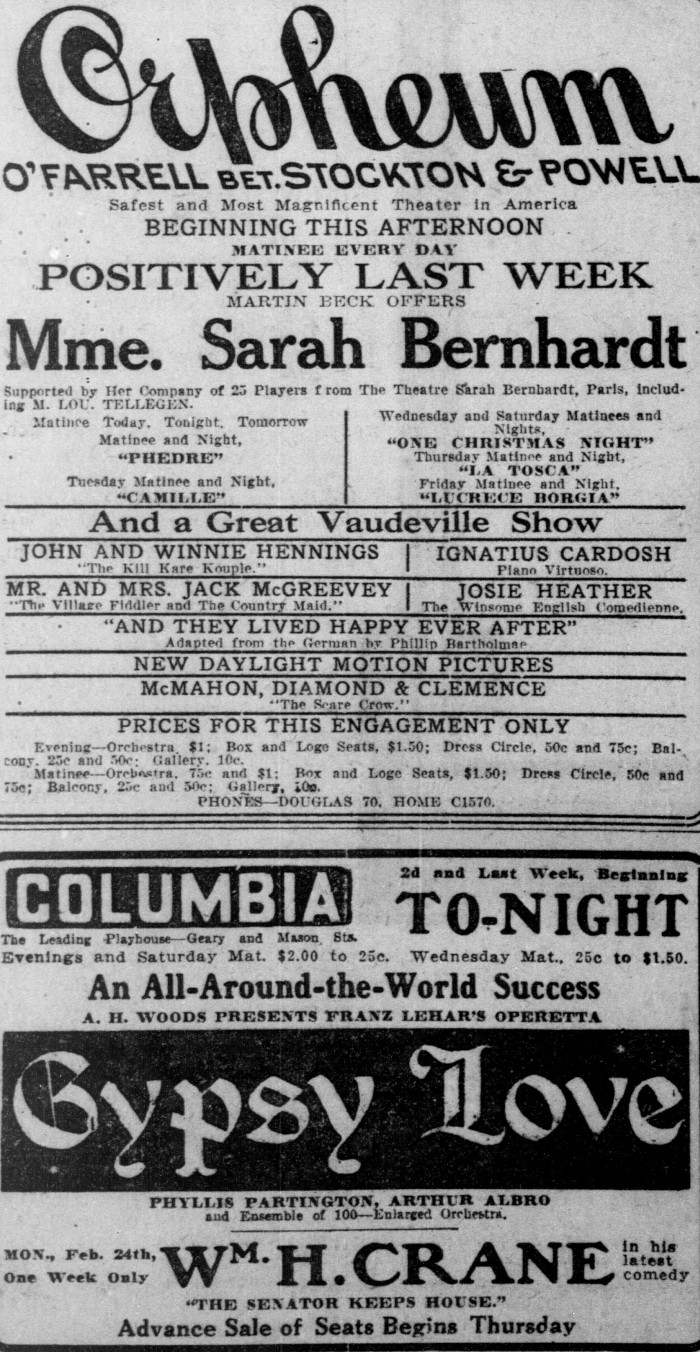 Orpheum
O'FARRELL BET. STOCKTON & POWELL
Safest and Most Magnificent Theater in America
BEGINNING THIS AFTERNOON
MATINEE EVERY DAY
POSITIVELY LAST WEEK
MARTIN BECK OFFERS
Mme. Sarah Bernhardt
Supported by Her Company of 25 Players from The Theatre Sarah Bernhardt, Paris, includ-
ing M. LOU. TELLEGEN.
Matinee Today, Tonight, Tomorrow
Matinee and Night,
"PHEDRE"
Tuesday Matinee and Night,
"CAMILLE"
Wednesday and Saturday Matinees and
Nights,
"ONE CHRISTMAS NIGHT"
Thursday Matinee and Night,
"LA TOSCA"
Friday Matinee and Night,
"LUCRECE BORGIA"
And a Great Vaudeville Show
JOHN AND WINNIE HENNINGS
"The Kill Kare Kouple."
IGNATIUS CARDOSH
Piano Virtuoso.
MR. AND MRS. JACK McGREEVEY
"The Village Fiddler and The Country Maid."
JOSIE HEATHER
The Winsome English Comedienne.
"AND THEY LIVED HAPPY EVER AFTER"
Adapted from the German by Phillip Bartholmae
NEW DAYLIGHT MOTION PICTURES
McMAHON, DIAMOND & CLEMENCE
"The Scare Crow."
PRICES FOR THIS ENGAGEMENT ONLY
Evening—Orchestra, $1; Box and Loge Seats, $1.50; Dress Circle, 50c and 75c; Bal-
cony, 25c and 50c; Gallery, 10c.
Matinee—Orchestra, 75c and $1; Box and Loge Seats, $1.50; Dress Circle, 50c and
75c; Balcony, 25c and 50c; Gallery, 10c.
PHONES—DOUGLAS 70, HOME C1570.
COLUMBIA
The Leading Playhouse—Geary and Mason Sts.
2d and Last Week, Beginning
TO-NIGHT
Evenings and Saturday Mat. $2.00 to 25c. Wednesday Mat., 25c to $1.50.
An All-Around-the-World Success
A. H. WOODS PRESENTS FRANZ LEHAR'S OPERETTA
Gypsy Love
PHYLLIS PARTINGTON, ARTHUR ALBRO
and Ensemble of 100—Enlarged Orchestra.
MON., Feb. 24th,
One Week Only
WM. H. CRANE
in his
latest
comedy
"THE SENATOR KEEPS HOUSE."
Advance Sale of Seats Begins Thursday